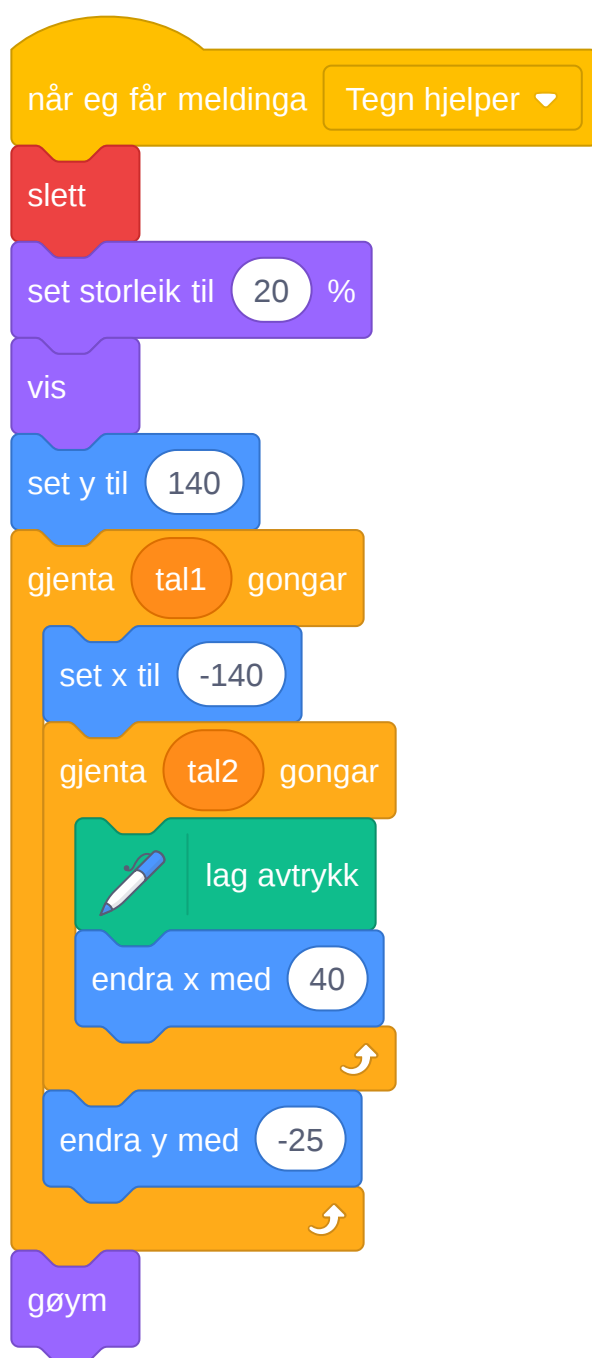 når eg får meldinga Tegn hjelper
slett
set storleik til 20 %
vis
set y til 140
gjenta tal1 gongar
set x til -140
gjenta tal2 gongar
lag avtrykk
endra x med 40
endra y med -25
gøym